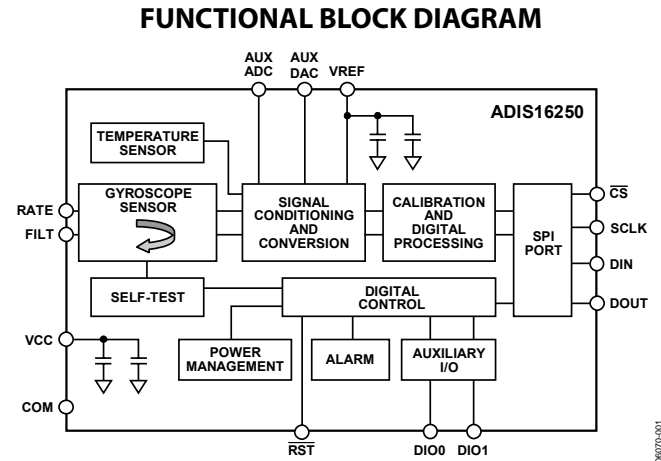 FUNCTIONAL BLOCK DIAGRAM
AUX
ADC
AUX
DAC
VREF
ADIS16250
TEMPERATURE
SENSOR
GYROSCOPE
SENSOR
SIGNAL
CONDITIONING
AND
CONVERSION
CALIBRATION
AND
DIGITAL
PROCESSING
SPI
PORT
RATE
FILT
CS
SCLK
DIN
DOUT
SELF-TEST
DIGITAL
CONTROL
VCC
POWER
MANAGEMENT
ALARM
AUXILIARY
I/O
COM
RST
DIO0
DIO1
06070-001